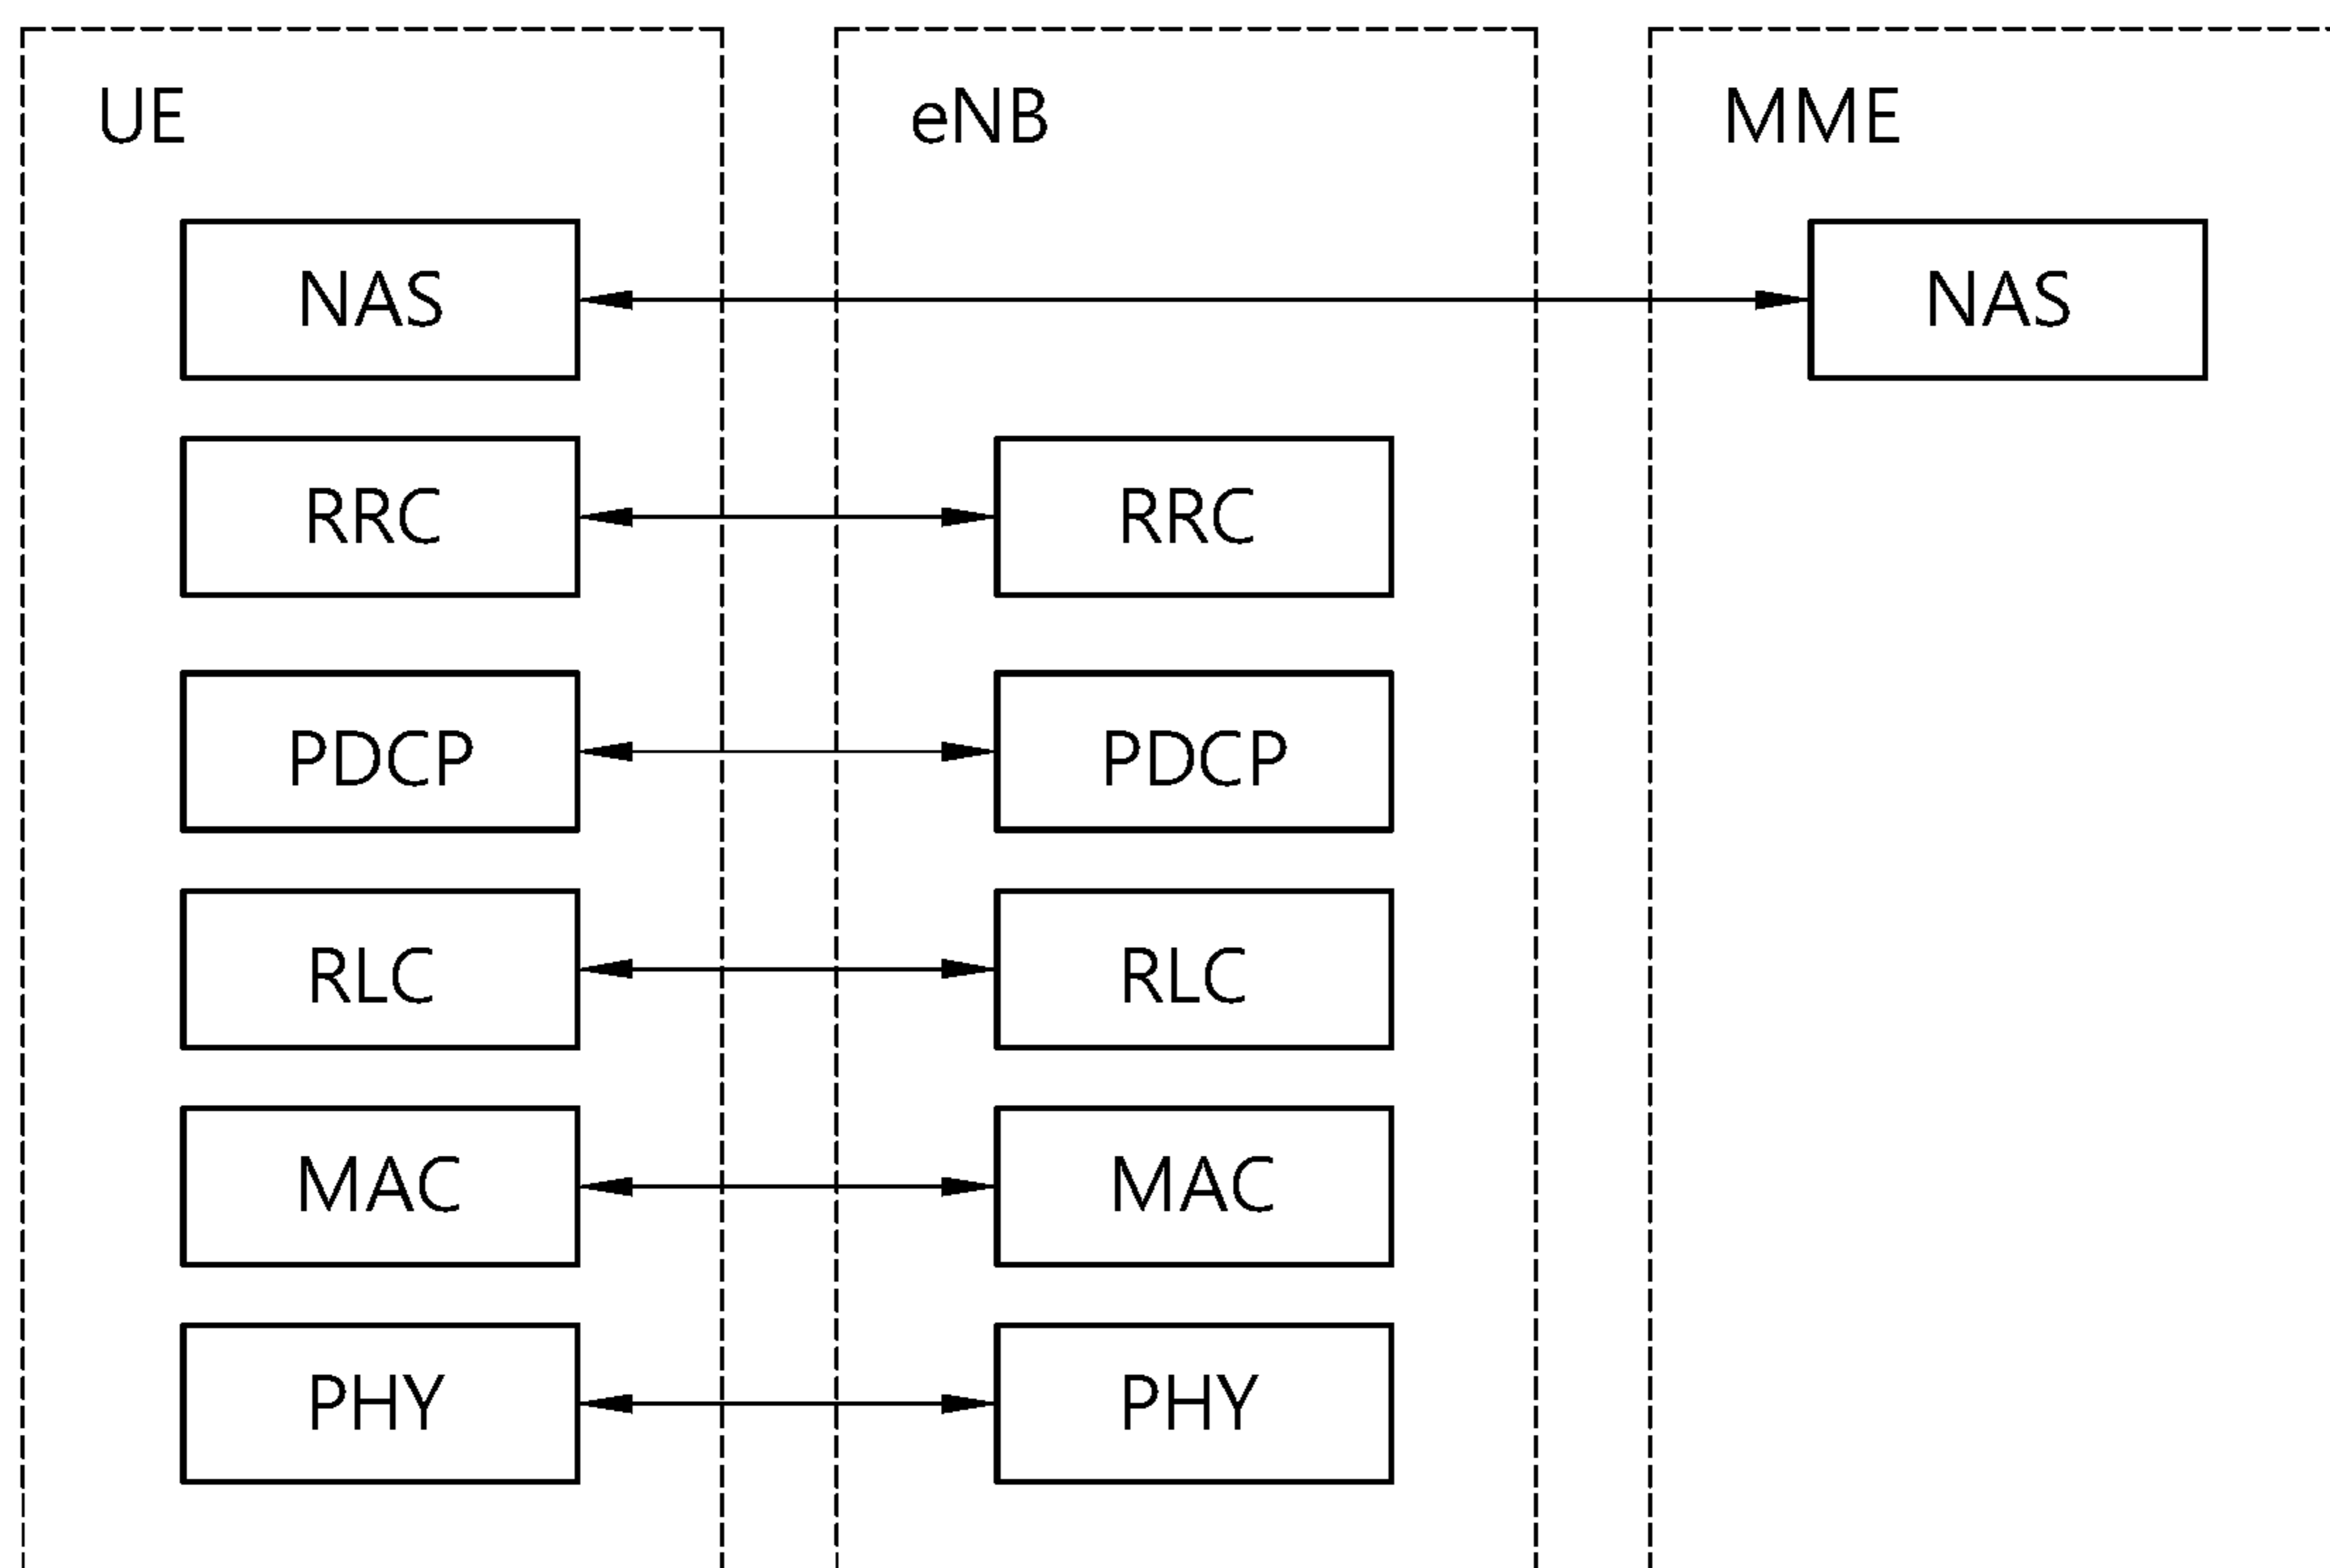 UE
eNB
MME
NAS
NAS
RRC
RRC
PDCP
PDCP
RLC
RLC
MAC
MAC
PHY
PHY